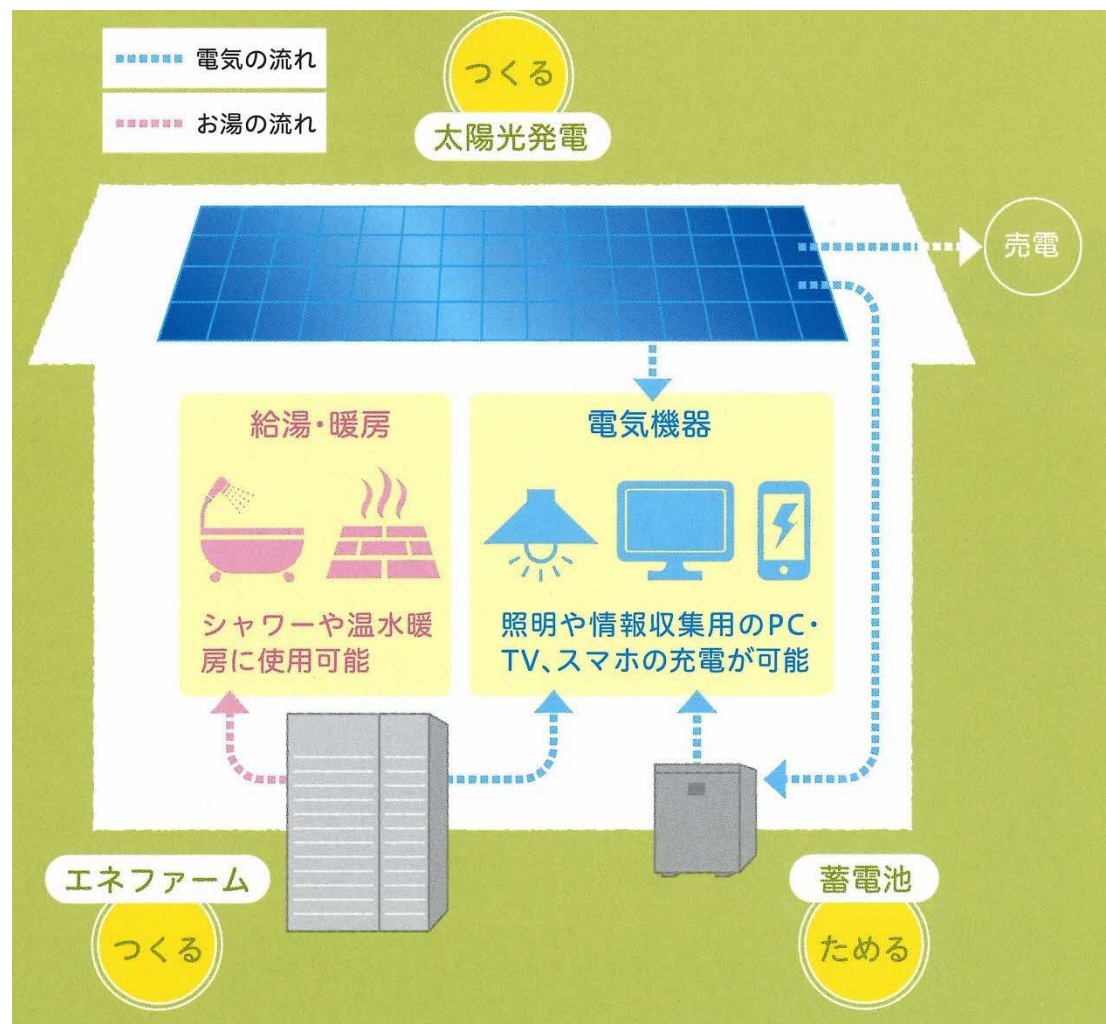 電気の流れ
お湯の流れ
つくる
太陽光発電
売電
給湯・暖房
シャワーや温水暖
房に使用可能
電気機器
照明や情報収集用のPC・
TV、スマホの充電が可能
エネファーム
つくる
蓄電池
ためる